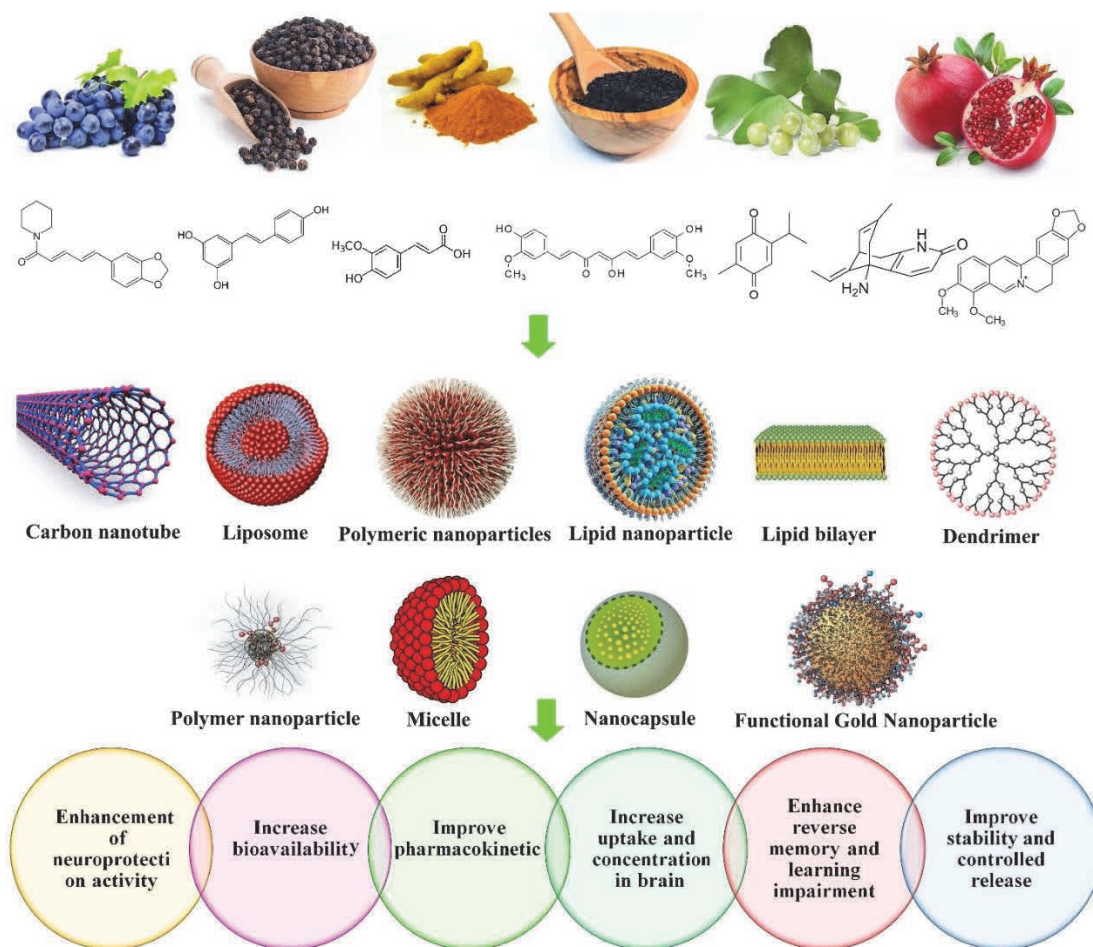 N
O
O
O
OH
HO
OH
O
H₃CO
OH
HO
HO
OCH₃
O
OH
OH
OCH₃
O
O
NH
O
H₂N
O
O
N⁺
O
CH₃
O
CH₃
Carbon nanotube
Liposome
Polymeric nanoparticles
Lipid nanoparticle
Lipid bilayer
Dendrimer
Polymer nanoparticle
Micelle
Nanocapsule
Functional Gold Nanoparticle
Enhancement
of
neuroprotecti
on activity
Increase
bioavailability
Improve
pharmacokinetic
Increase
uptake and
concentration
in brain
Enhance
reverse
memory and
learning
impairment
Improve
stability and
controlled
release